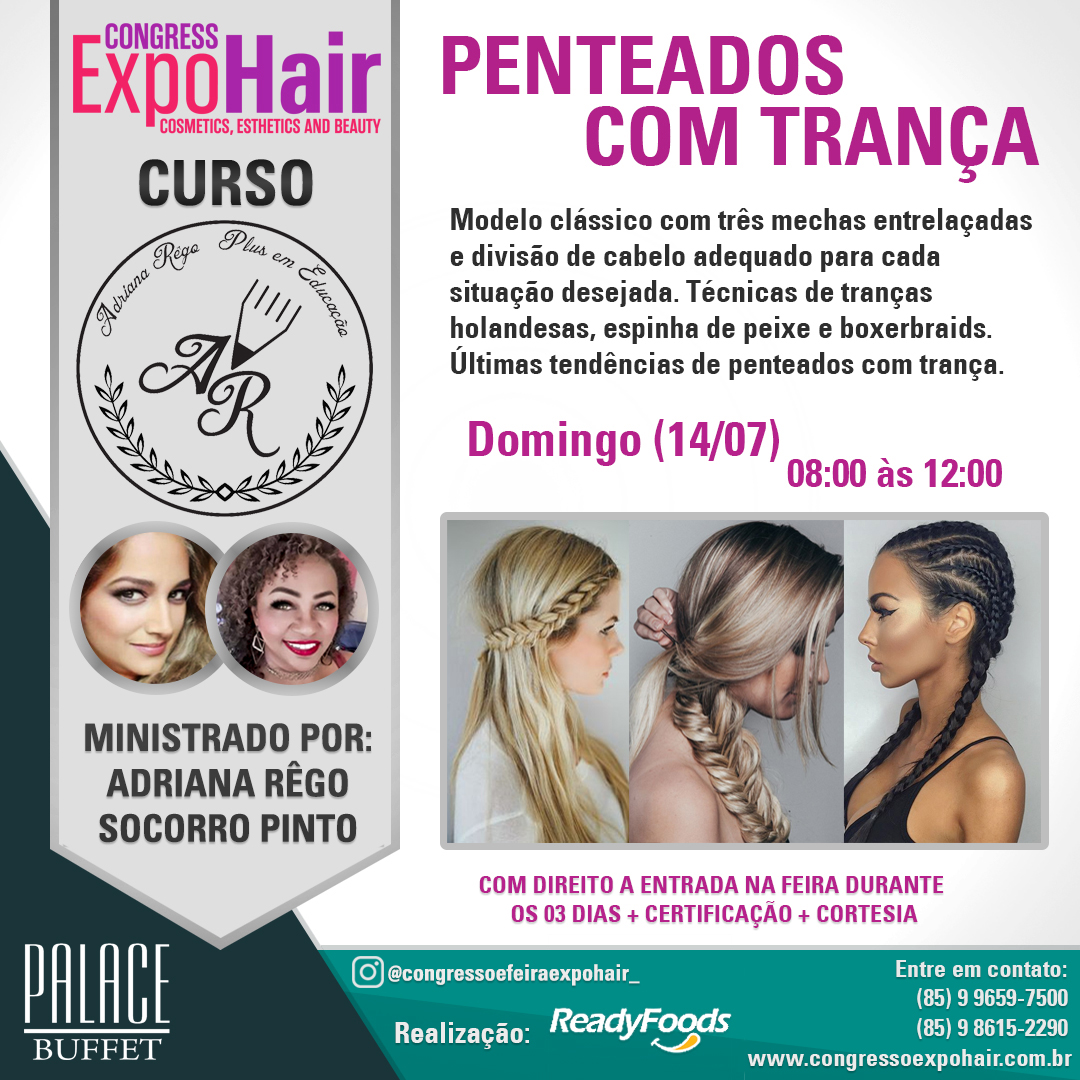 CONGRESS
ExpoHair
COSMETICS, ESTHETICS AND BEAUTY
CURSO
Adriana Rêgo Plus em Educação
AR
MINISTRADO POR:
ADRIANA RÊGO
SOCORRO PINTO
PENTEADOS
COM TRANÇA
Modelo clássico com três mechas entrelaçadas
e divisão de cabelo adequado para cada
situação desejada. Técnicas de tranças
holandesas, espinha de peixe e boxerbraids.
Últimas tendências de penteados com trança.
Domingo (14/07)
08:00 às 12:00
COM DIREITO A ENTRADA NA FEIRA DURANTE
OS 03 DIAS + CERTIFICAÇÃO + CORTESIA
PALACE
BUFFET
@congressoefeiraexpohair_
Realização: ReadyFoods
Entre em contato:
(85) 9 9659-7500
(85) 9 8615-2290
www.congressoexpohair.com.br